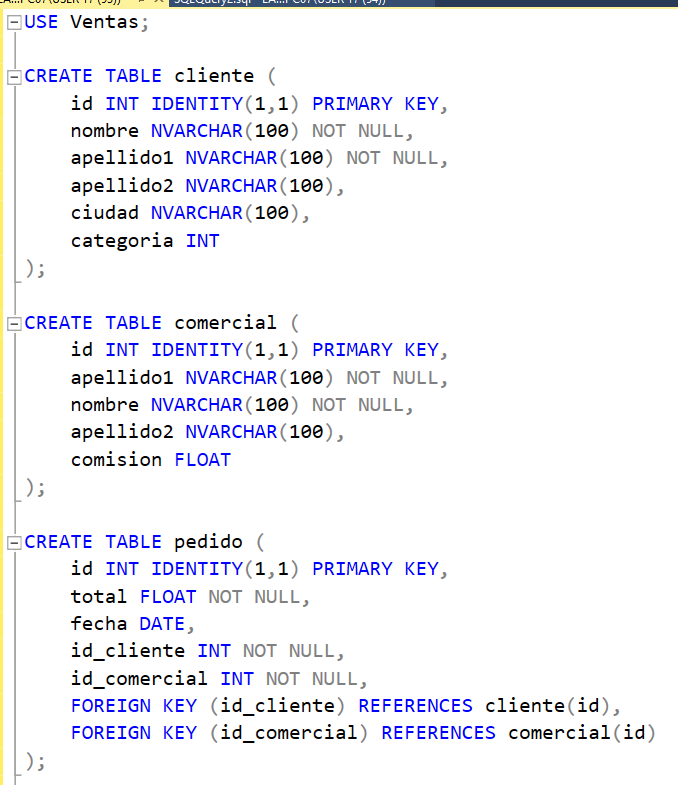 USE Ventas;
CREATE TABLE cliente (
id INT IDENTITY(1,1) PRIMARY KEY,
nombre NVARCHAR(100) NOT NULL,
apellido1 NVARCHAR(100) NOT NULL,
apellido2 NVARCHAR(100),
ciudad NVARCHAR(100),
categoria INT
);
CREATE TABLE comercial (
id INT IDENTITY(1,1) PRIMARY KEY,
apellido1 NVARCHAR(100) NOT NULL,
nombre NVARCHAR(100) NOT NULL,
apellido2 NVARCHAR(100),
comision FLOAT
);
CREATE TABLE pedido (
id INT IDENTITY(1,1) PRIMARY KEY,
total FLOAT NOT NULL,
fecha DATE,
id_cliente INT NOT NULL,
id_comercial INT NOT NULL,
FOREIGN KEY (id_cliente) REFERENCES cliente(id),
FOREIGN KEY (id_comercial) REFERENCES comercial(id)
);